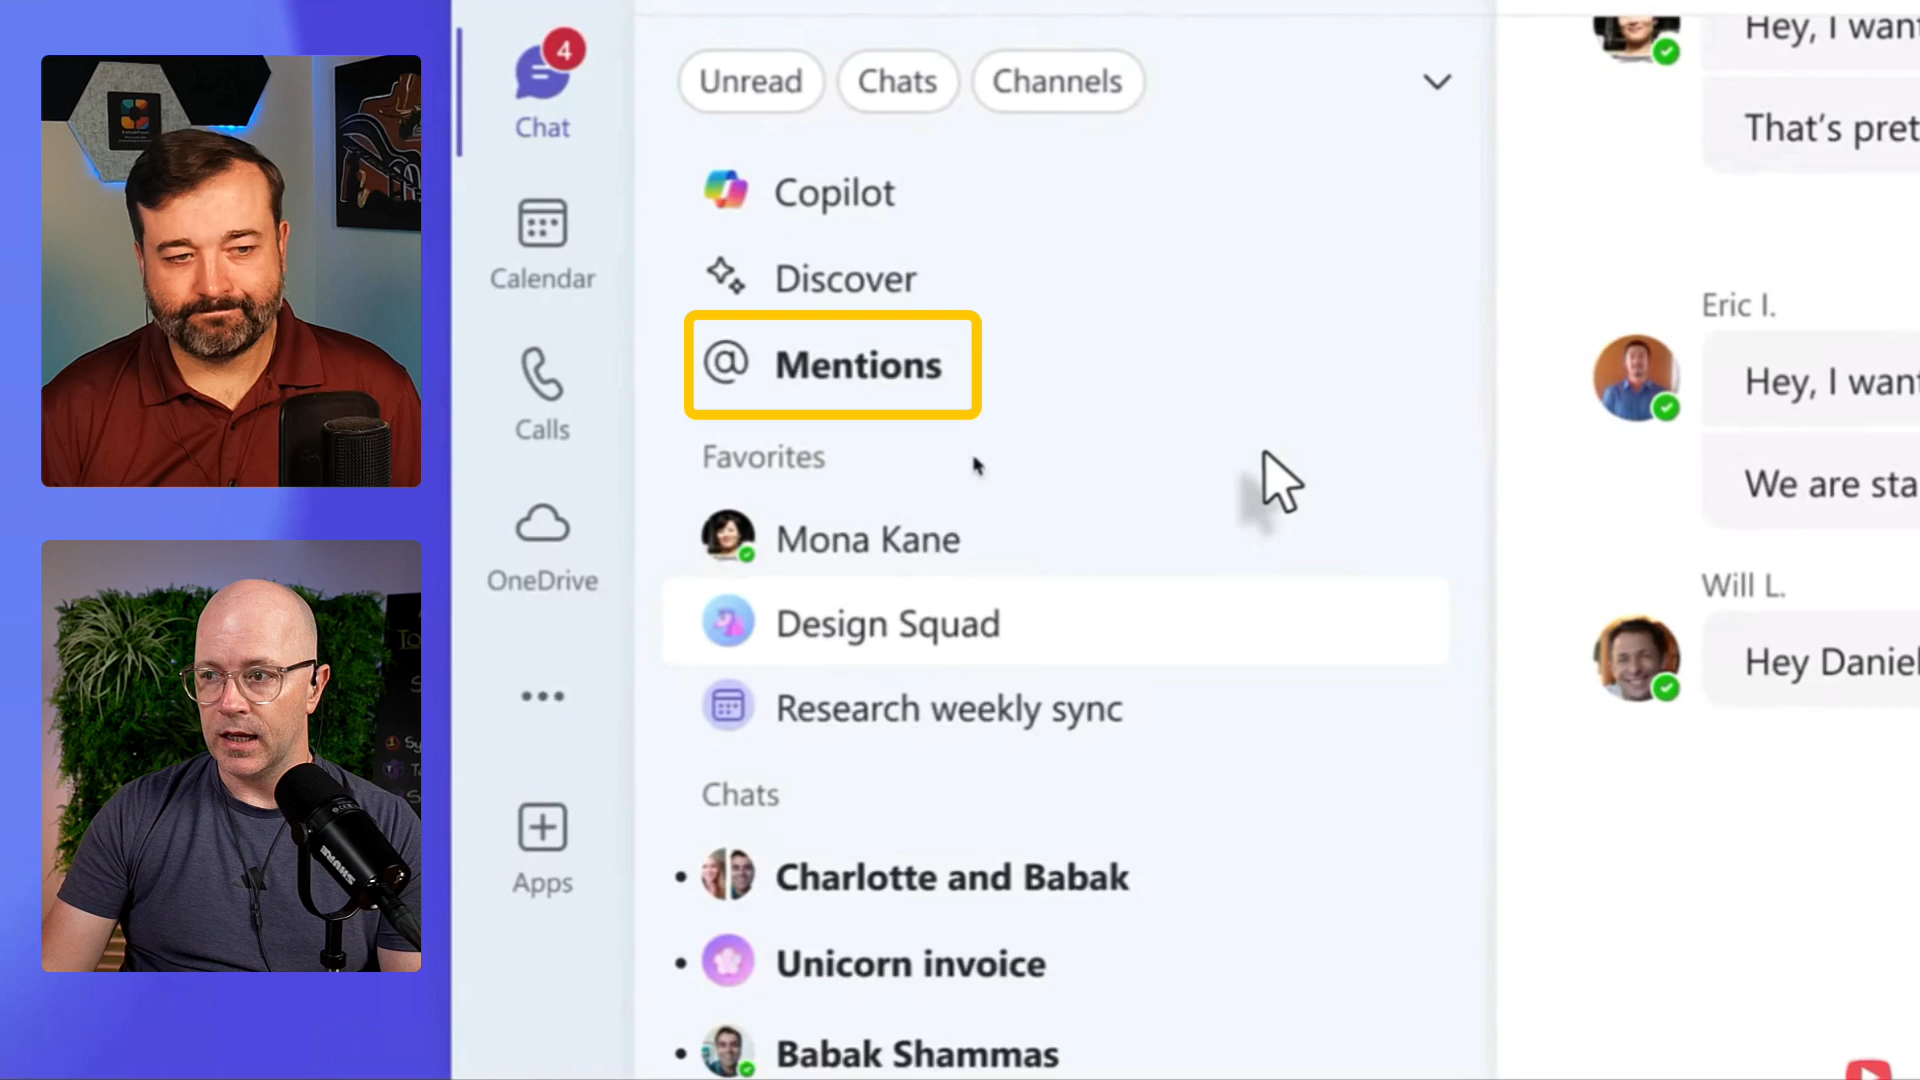 4
Chat
Calendar
Calls
OneDrive
Apps
Unread
Chats
Channels
Copilot
Discover
@ Mentions
Favorites
Mona Kane
Design Squad
Research weekly sync
Chats
• Charlotte and Babak
• Unicorn invoice
• Babak Shammas
Hey, I want
That's pret
Eric I.
Hey, I want
We are sta
Will L.
Hey Daniel
SHURE